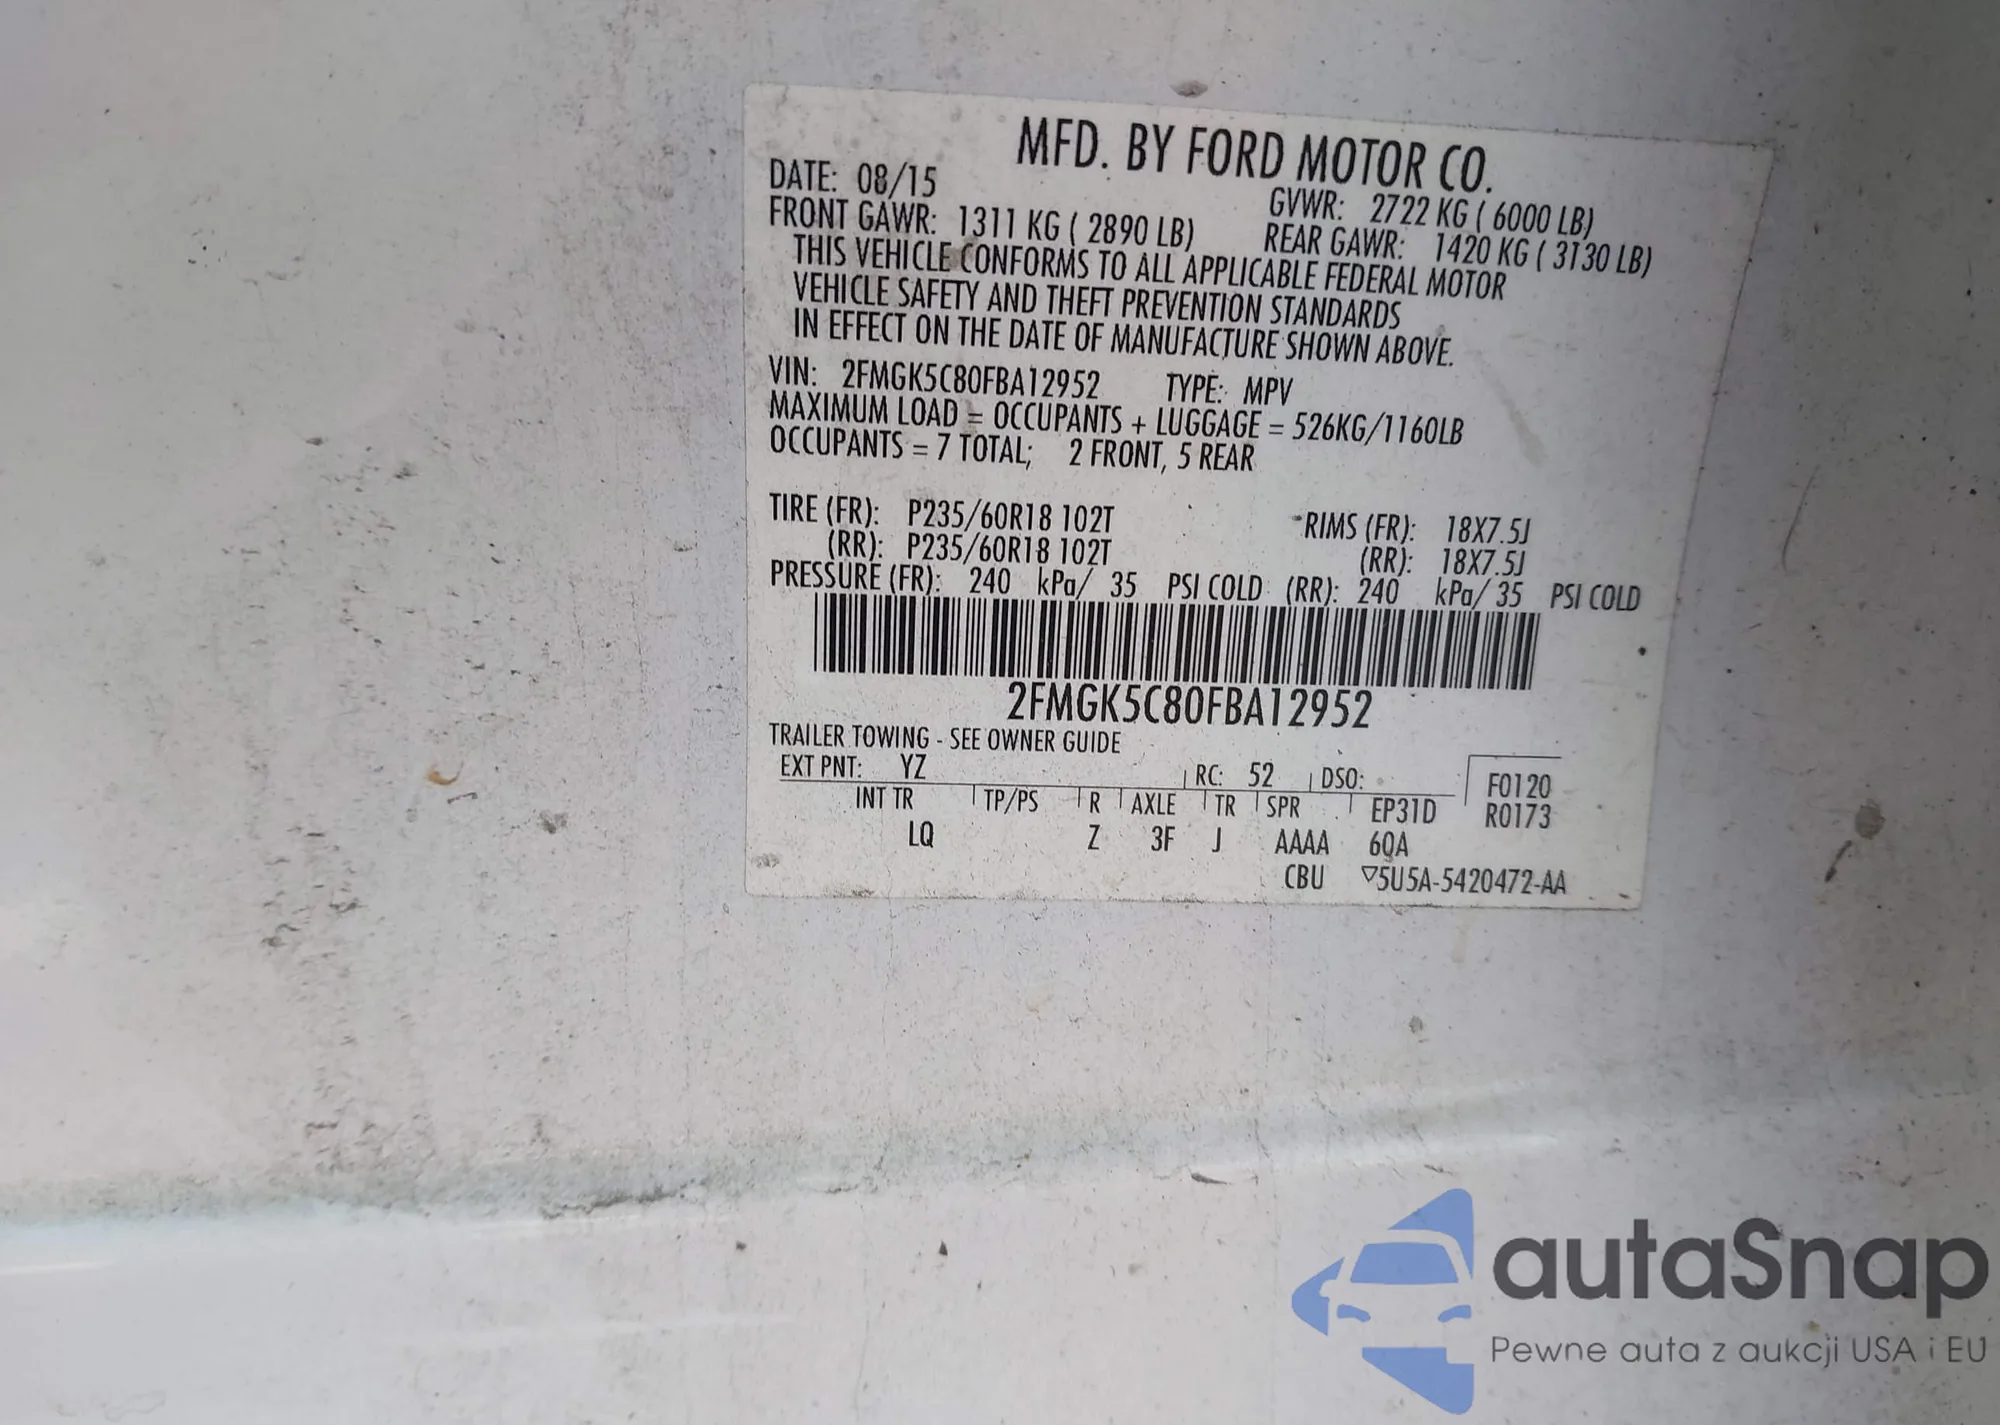 MFD. BY FORD MOTOR CO.
DATE: 08/15 GVWR: 2722 KG ( 6000 LB)
FRONT GAWR: 1311 KG ( 2890 LB) REAR GAWR: 1420 KG ( 3130 LB)
THIS VEHICLE CONFORMS TO ALL APPLICABLE FEDERAL MOTOR
VEHICLE SAFETY AND THEFT PREVENTION STANDARDS
IN EFFECT ON THE DATE OF MANUFACTURE SHOWN ABOVE.
VIN: 2FMGK5C80FBA12952 TYPE: MPV
MAXIMUM LOAD = OCCUPANTS + LUGGAGE = 526KG/1160LB
OCCUPANTS = 7 TOTAL; 2 FRONT, 5 REAR
TIRE (FR): P235/60R18 102T RIMS (FR): 18X7.5J
(RR): P235/60R18 102T (RR): 18X7.5J
PRESSURE (FR): 240 kPa/ 35 PSI COLD (RR): 240 kPa/ 35 PSI COLD
2FMGK5C80FBA12952
TRAILER TOWING - SEE OWNER GUIDE
EXT PNT: YZ RC: 52 DSO: F0120
INT TR TP/PS R AXLE TR SPR EP31D R0173
LQ Z 3F J AAAA 60A
CBU ▽5U5A-5420472-AA
autaSnap
Pewne auta z aukcji USA i EU